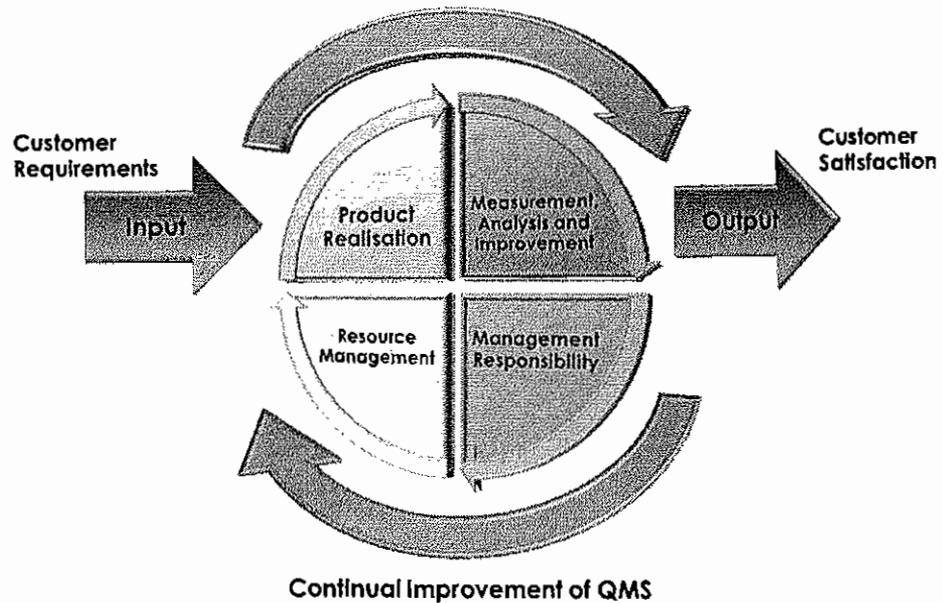 Customer
Requirements
Input
Product
Realisation
Measurement
Analysis and
Improvement
Output
Customer
Satisfaction
Resource
Management
Management
Responsibility
Continual Improvement of QMS